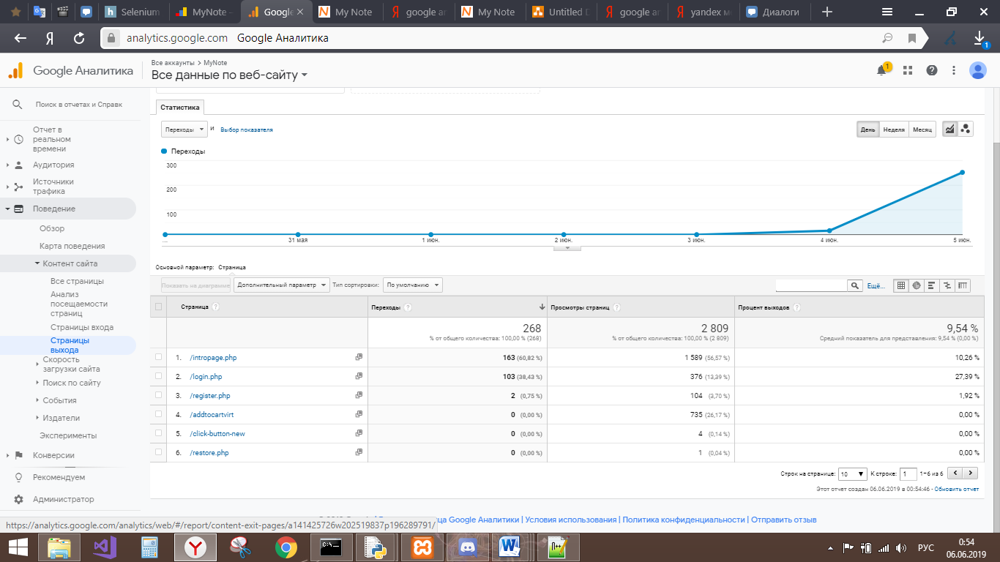 Selenium
MyNote –
Google
My Note
google ar
My Note
Untitled D
google ar
yandex ме
Диалоги
analytics.google.com Google Аналитика
1
Google Аналитика
Все аккаунты > MyNote
Все данные по веб-сайту
1
Поиск в отчетах и Справк
Отчет в
реальном
времени
Аудитория
Источники
трафика
Поведение
Обзор
Карта поведения
Контент сайта
Все страницы
Анализ
посещаемости
страниц
Страницы входа
Страницы
выхода
Скорость
загрузки сайта
Поиск по сайту
События
Издатели
Эксперименты
Конверсии
Рекомендуем
Администратор
Статистика
Переходы и Выбор показателя
День Неделя Месяц
Переходы
300
200
100
... 31 мая 1 июн. 2 июн. 3 июн. 4 июн. 5 июн.
Основной параметр: Страница
Показать на диаграмме Дополнительный параметр Тип сортировки: По умолчанию Ещё...
Страница ? Переходы ? Просмотры страниц ? Процент выходов ?
268 2 809 9,54 %
% от общего количества: 100,00 % (268) % от общего количества: 100,00 % (2 809) Средний показатель для представления: 9,54 % (0,00 %)
1. /intropage.php 163 (60,82 %) 1 589 (56,57 %) 10,26 %
2. /login.php 103 (38,43 %) 376 (13,39 %) 27,39 %
3. /register.php 2 (0,75 %) 104 (3,70 %) 1,92 %
4. /addtocartvirt 0 (0,00 %) 735 (26,17 %) 0,00 %
5. /click-button-new 0 (0,00 %) 4 (0,14 %) 0,00 %
6. /restore.php 0 (0,00 %) 1 (0,04 %) 0,00 %
Строк на странице: 10 К строке: 1 1–6 из 6
Этот отчет создан 06.06.2019 в 00:54:46 - Обновить отчет
ца Google Аналитики | Условия использования | Политика конфиденциальности | Отправить отзыв
https://analytics.google.com/analytics/web/#/report/content-exit-pages/a141425726w202519837p196289791/
РУС
0:54
06.06.2019